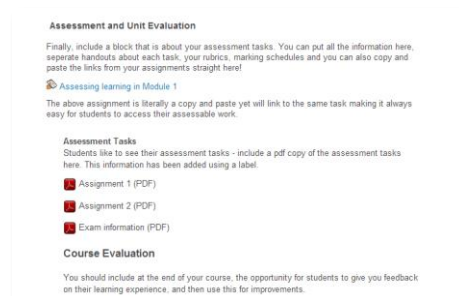 Assessment and Unit Evaluation
Finally, include a block that is about your assessment tasks. You can put all the information here,
seperate handouts about each task, your rubrics, marking schedules and you can also copy and
paste the links from your assignments straight here!
Assessing learning in Module 1
The above assignment is literally a copy and paste yet will link to the same task making it always
easy for students to access their assessable work.
Assessment Tasks
Students like to see their assessment tasks - include a pdf copy of the assessment tasks
here. This information has been added using a label.
Assignment 1 (PDF)
Assignment 2 (PDF)
Exam information (PDF)
Course Evaluation
You should include at the end of your course, the opportunity for students to give you feedback
on their learning experience, and then use this for improvements.